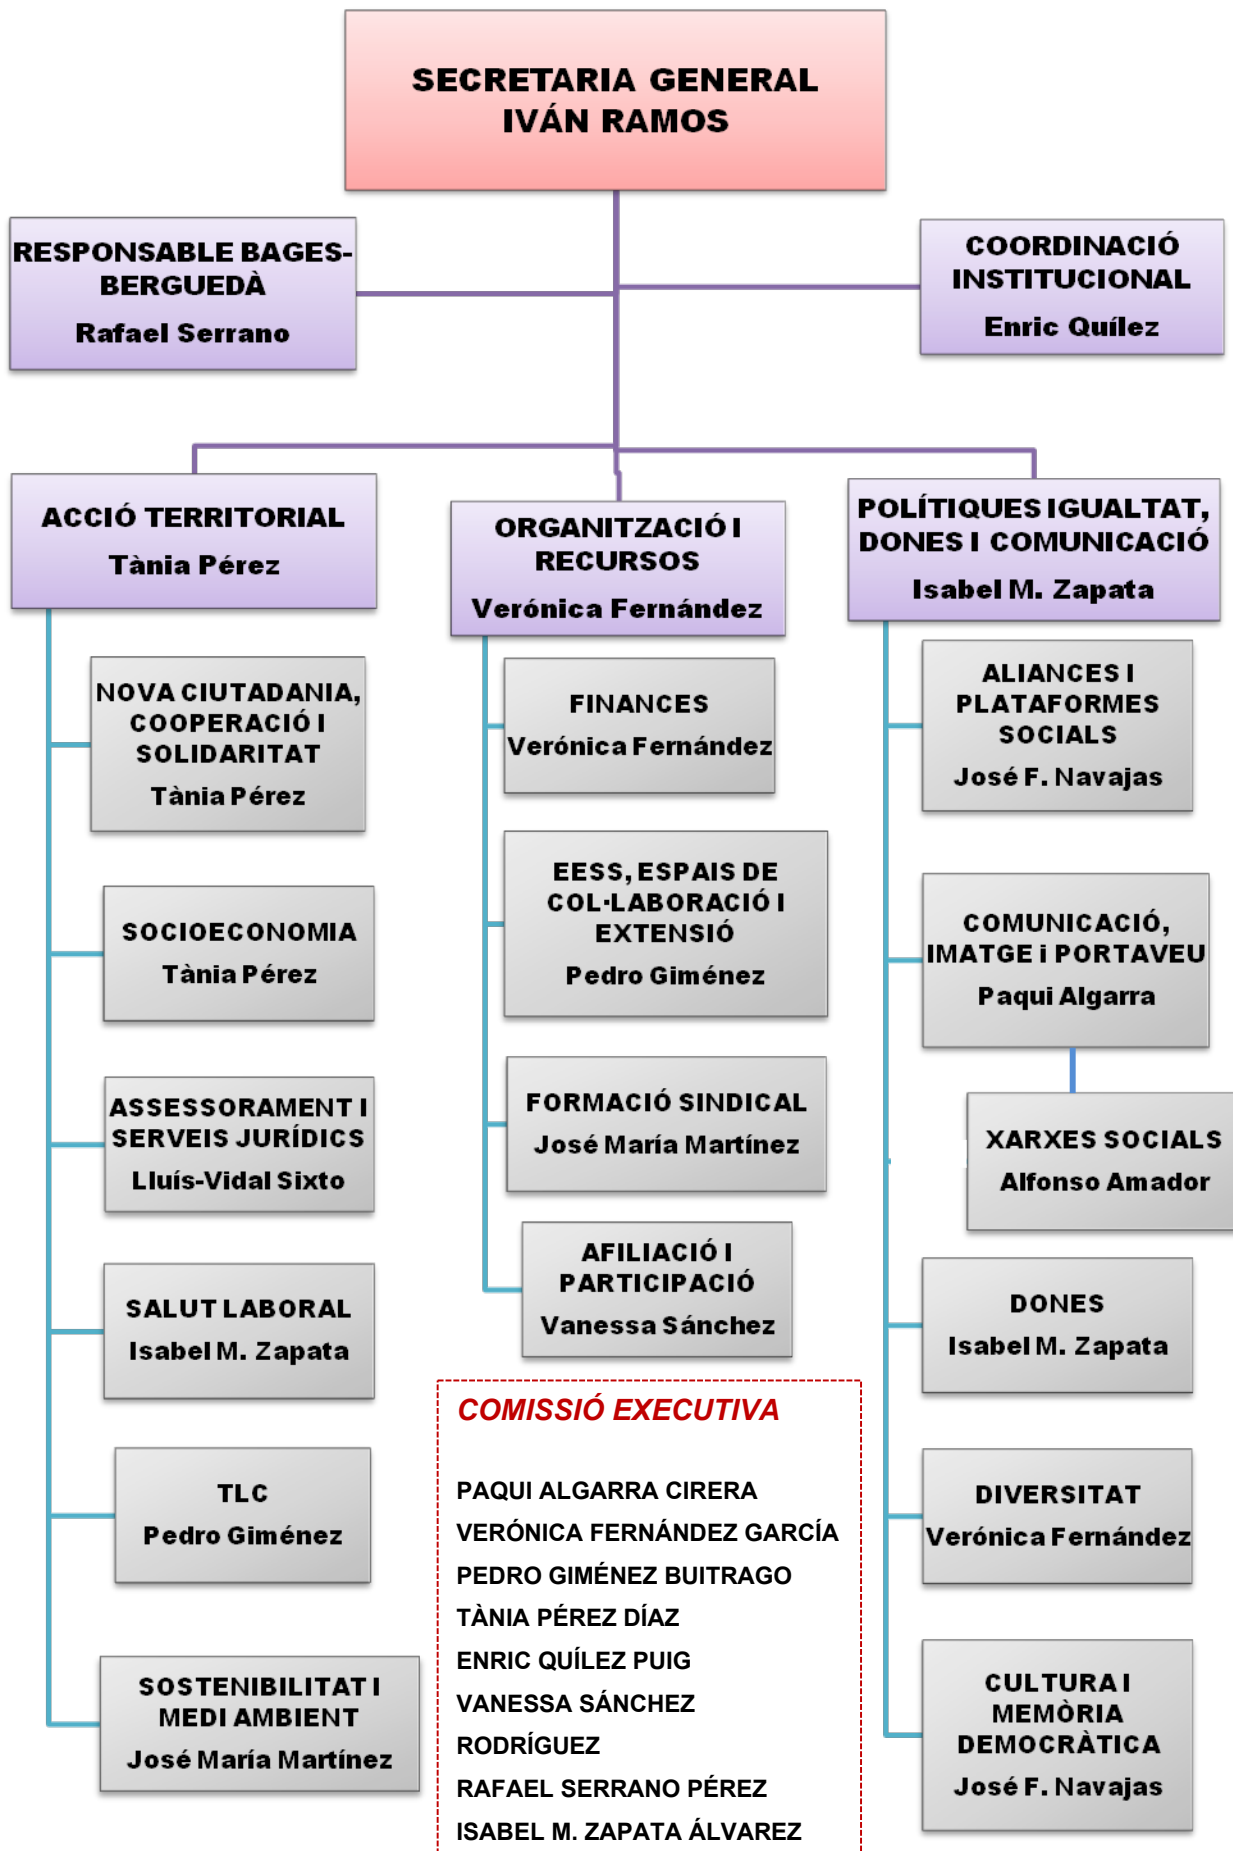 SECRETARIA GENERAL
IVÁN RAMOS
RESPONSABLE BAGES-
BERGUEDÀ
Rafael Serrano
COORDINACIÓ
INSTITUCIONAL
Enric Quílez
ACCIÓ TERRITORIAL
Tània Pérez
NOVA CIUTADANIA,
COOPERACIÓ I
SOLIDARITAT
Tània Pérez
SOCIOECONOMIA
Tània Pérez
ASSESSORAMENT I
SERVEIS JURÍDICS
Lluís-Vidal Sixto
SALUT LABORAL
Isabel M. Zapata
TLC
Pedro Giménez
SOSTENIBILITAT I
MEDI AMBIENT
José María Martínez
ORGANITZACIÓ I
RECURSOS
Verónica Fernández
FINANCES
Verónica Fernández
EESS, ESPAIS DE
COL·LABORACIÓ I
EXTENSIÓ
Pedro Giménez
FORMACIÓ SINDICAL
José María Martínez
AFILIACIÓ I
PARTICIPACIÓ
Vanessa Sánchez
POLÍTIQUES IGUALTAT,
DONES I COMUNICACIÓ
Isabel M. Zapata
ALIANCES I
PLATAFORMES
SOCIALS
José F. Navajas
COMUNICACIÓ,
IMATGE i PORTAVEU
Paqui Algarra
XARXES SOCIALS
Alfonso Amador
DONES
Isabel M. Zapata
DIVERSITAT
Verónica Fernández
CULTURA I
MEMÒRIA
DEMOCRÀTICA
José F. Navajas
COMISSIÓ EXECUTIVA
PAQUI ALGARRA CIRERA
VERÓNICA FERNÁNDEZ GARCÍA
PEDRO GIMÉNEZ BUITRAGO
TÀNIA PÉREZ DÍAZ
ENRIC QUÍLEZ PUIG
VANESSA SÁNCHEZ
RODRÍGUEZ
RAFAEL SERRANO PÉREZ
ISABEL M. ZAPATA ÁLVAREZ